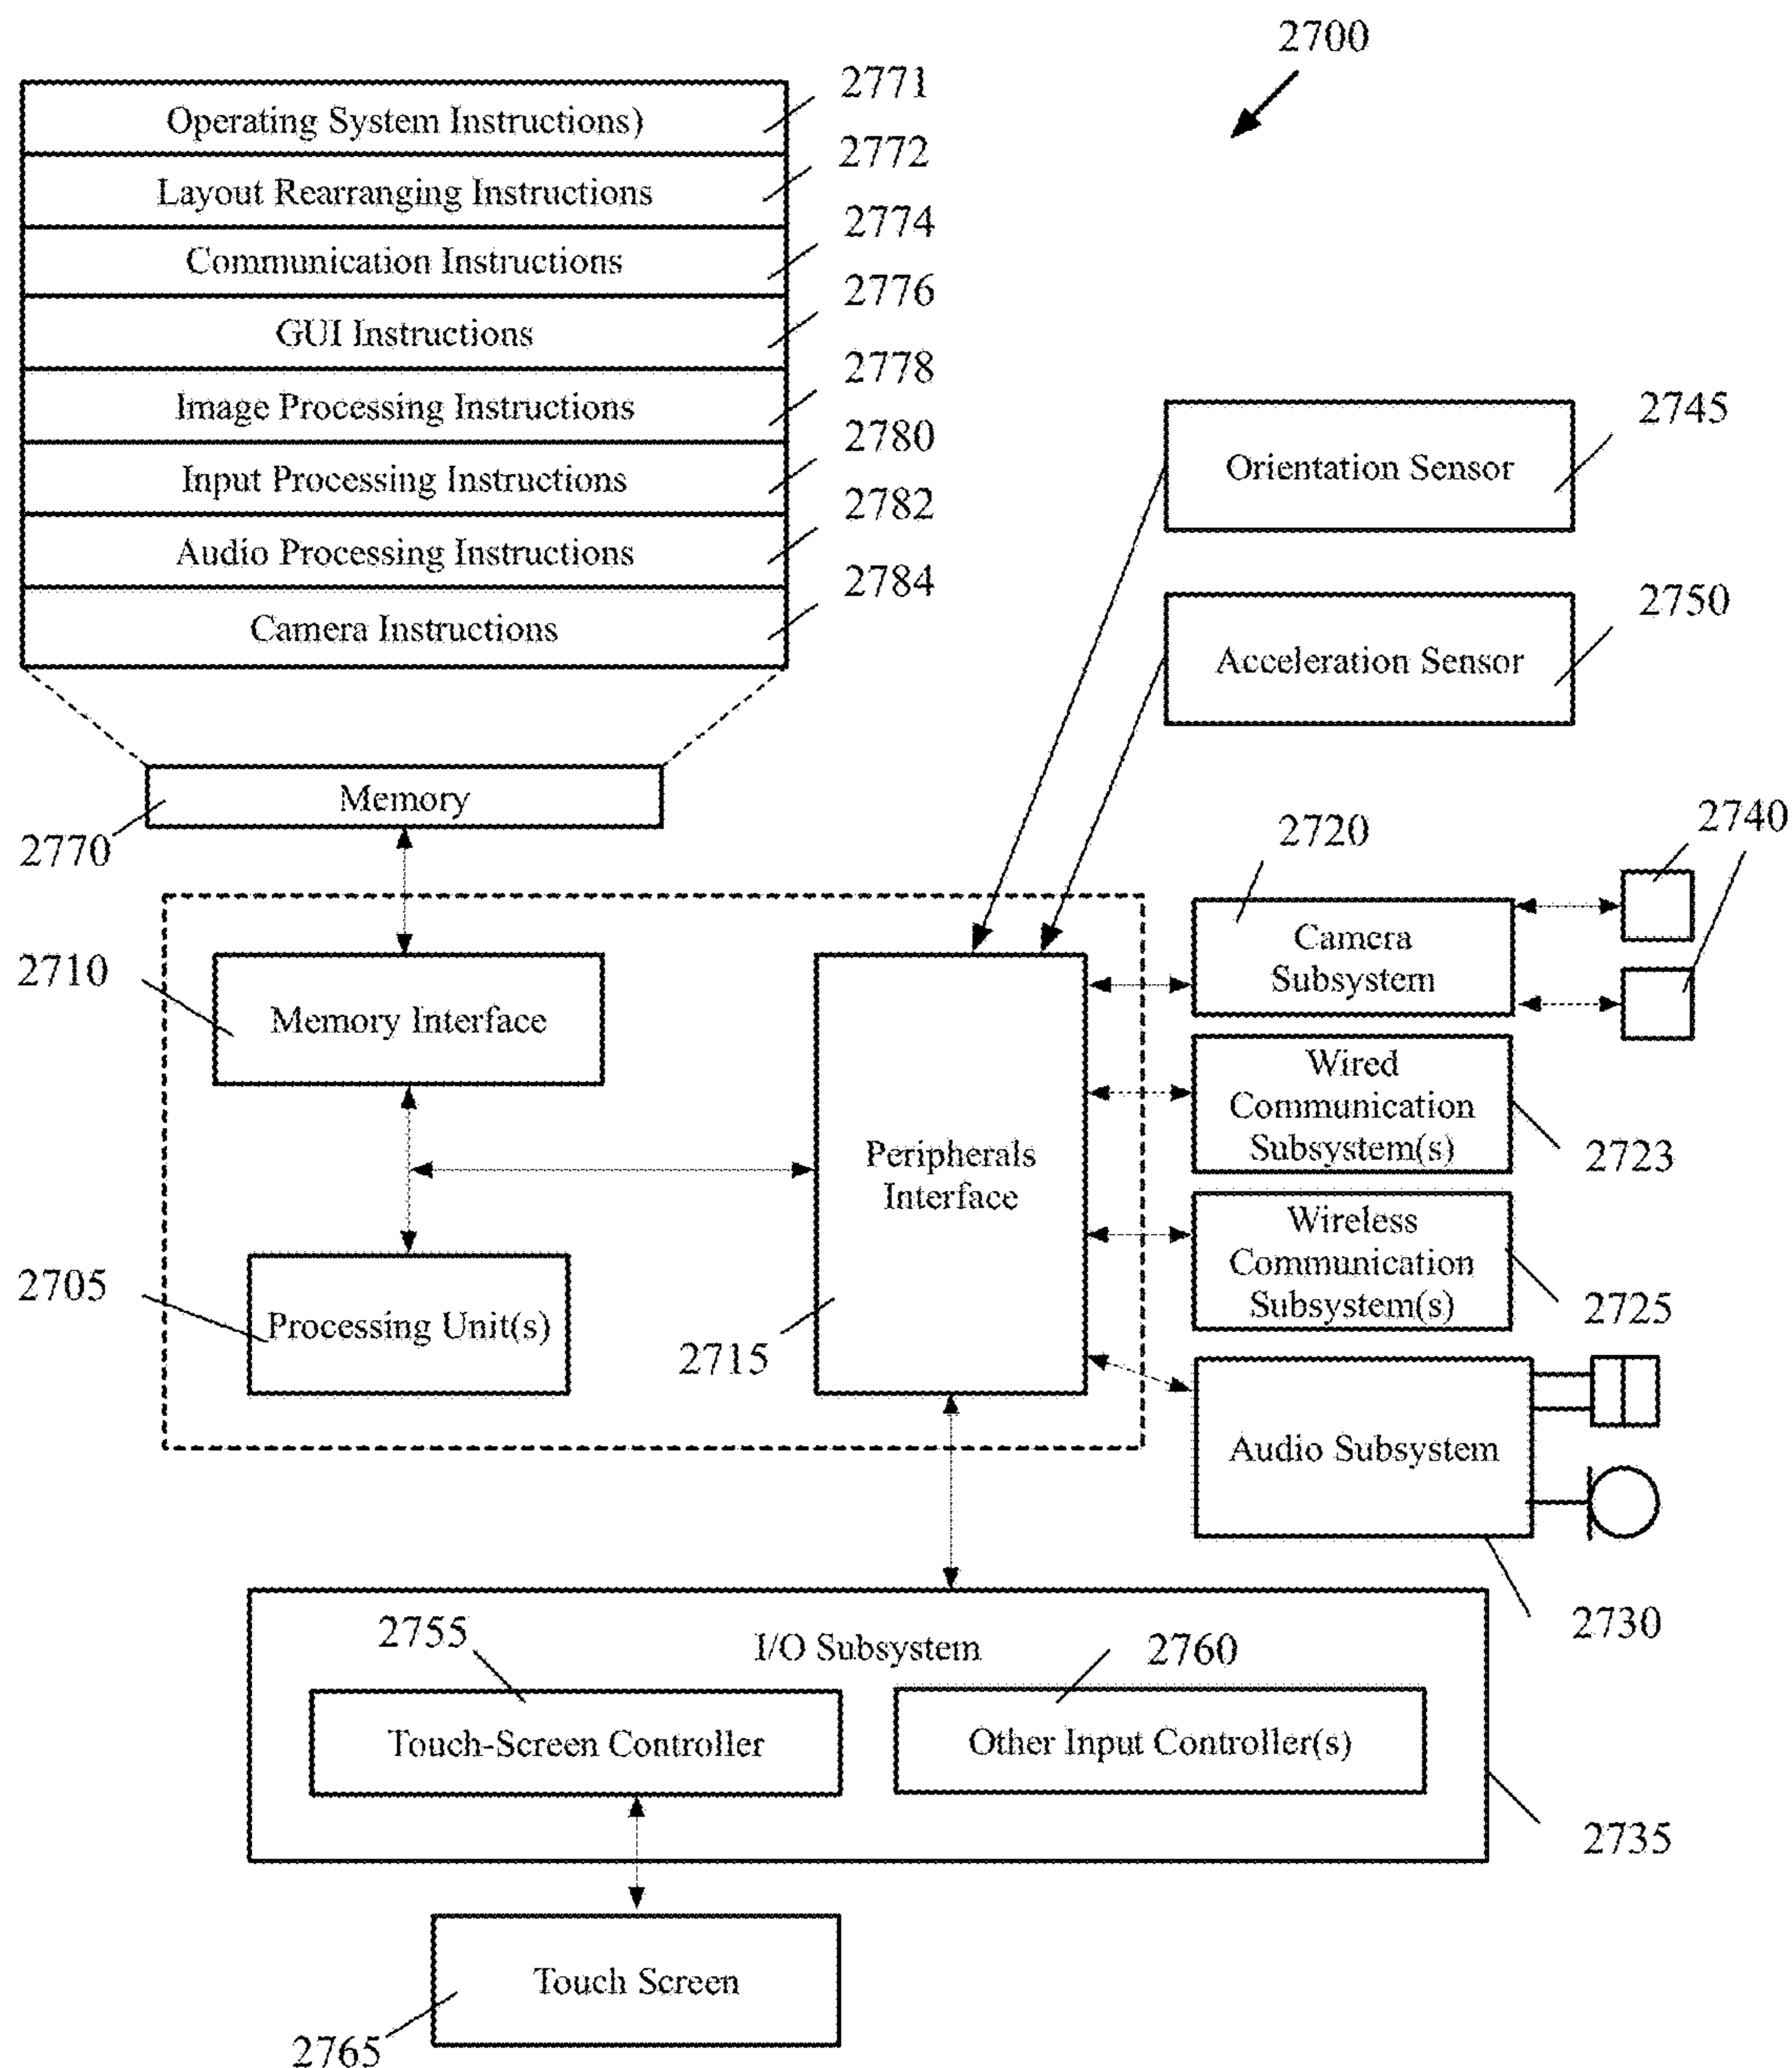 2700
2771
Operating System Instructions)
2772
Layout Rearranging Instructions
2774
Communication Instructions
2776
GUI Instructions
2778
Image Processing Instructions
2780
Input Processing Instructions
2782
Audio Processing Instructions
2784
Camera Instructions
2745
Orientation Sensor
2750
Acceleration Sensor
Memory
2770
2720
2740
Camera
Subsystem
2710
Memory Interface
Wired
Communication
Subsystem(s)
2723
Peripherals
Interface
Wireless
Communication
Subsystem(s)
2725
2705
Processing Unit(s)
2715
Audio Subsystem
2730
2755
I/O Subsystem
2760
Touch-Screen Controller
Other Input Controller(s)
2735
Touch Screen
2765